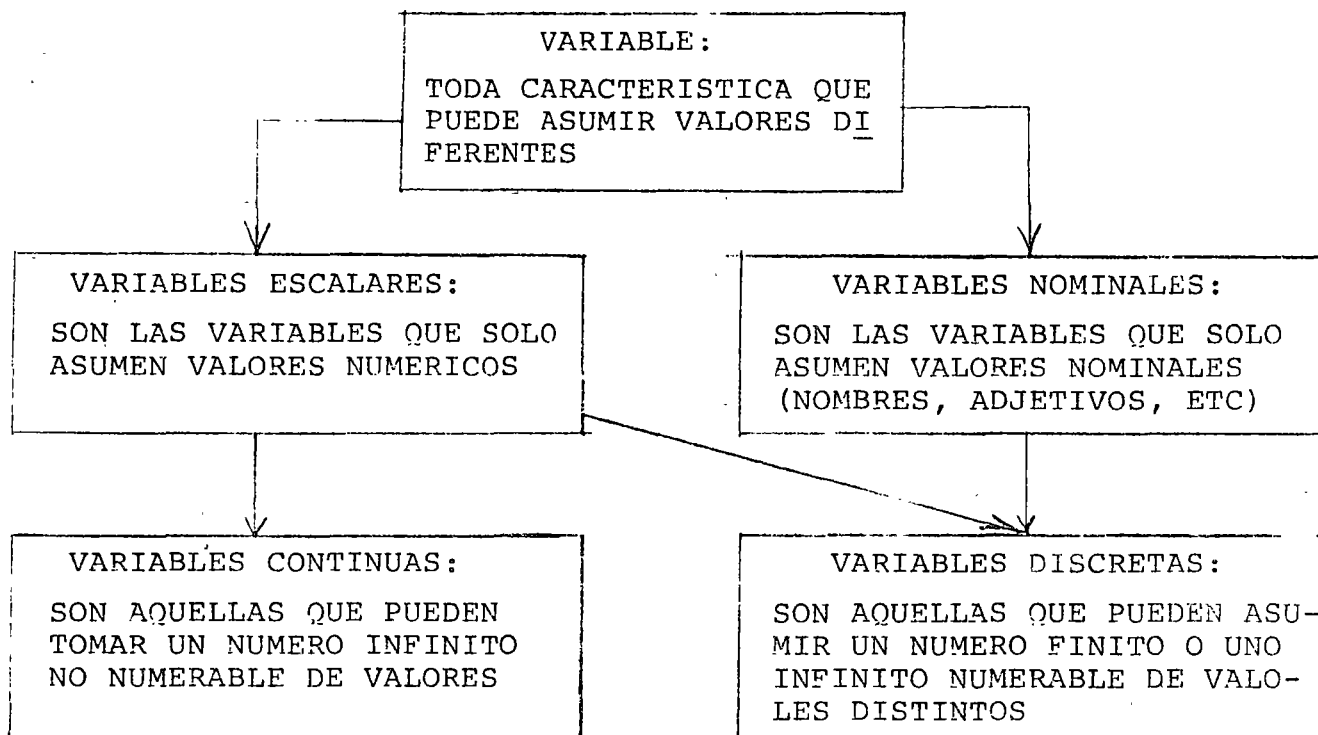 VARIABLE:
TODA CARACTERISTICA QUE
PUEDE ASUMIR VALORES DI
FERENTES
VARIABLES ESCALARES:
SON LAS VARIABLES QUE SOLO
ASUMEN VALORES NUMERICOS
VARIABLES NOMINALES:
SON LAS VARIABLES QUE SOLO
ASUMEN VALORES NOMINALES
(NOMBRES, ADJETIVOS, ETC)
VARIABLES CONTINUAS:
SON AQUELLAS QUE PUEDEN
TOMAR UN NUMERO INFINITO
NO NUMERABLE DE VALORES
VARIABLES DISCRETAS:
SON AQUELLAS QUE PUEDEN ASU-
MIR UN NUMERO FINITO O UNO
INFINITO NUMERABLE DE VALO-
LES DISTINTOS